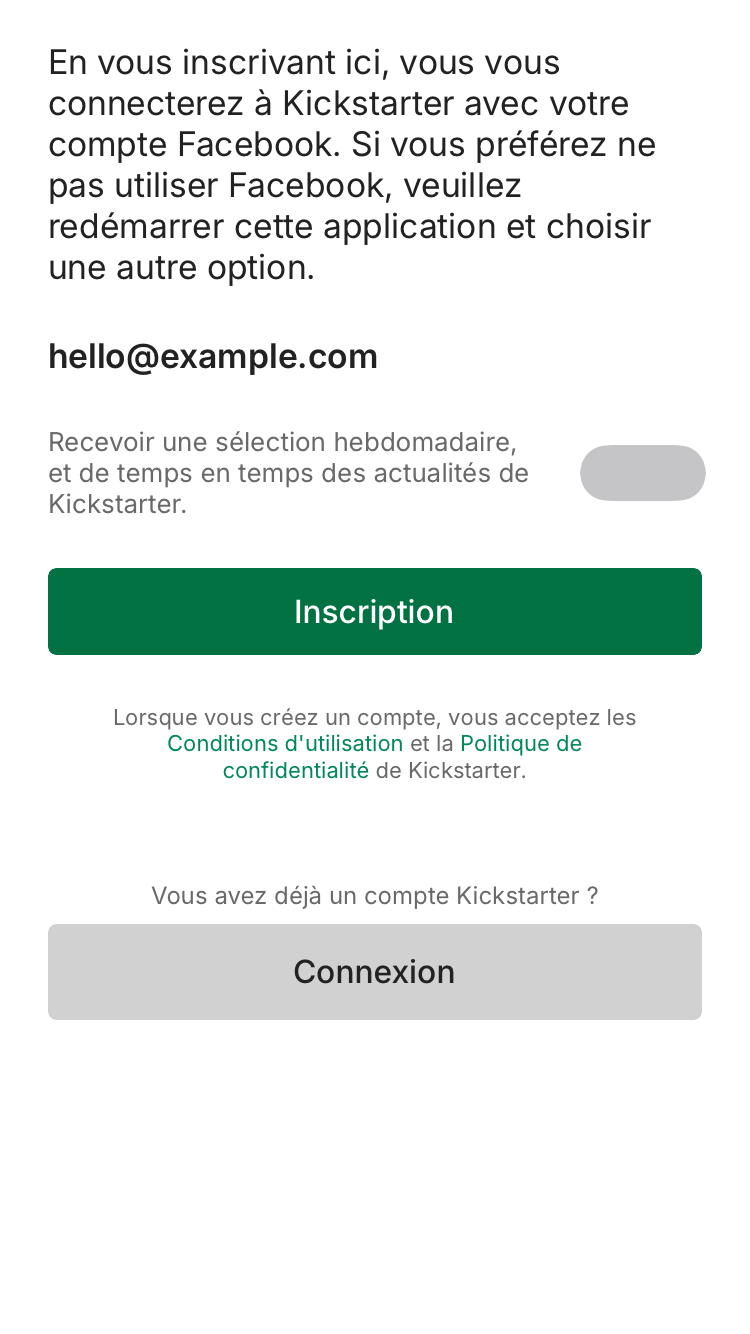 En vous inscrivant ici, vous vous
connecterez à Kickstarter avec votre
compte Facebook. Si vous préférez ne
pas utiliser Facebook, veuillez
redémarrer cette application et choisir
une autre option.
hello@example.com
Recevoir une sélection hebdomadaire,
et de temps en temps des actualités de
Kickstarter.
Inscription
Lorsque vous créez un compte, vous acceptez les
Conditions d'utilisation et la Politique de
confidentialité de Kickstarter.
Vous avez déjà un compte Kickstarter ?
Connexion